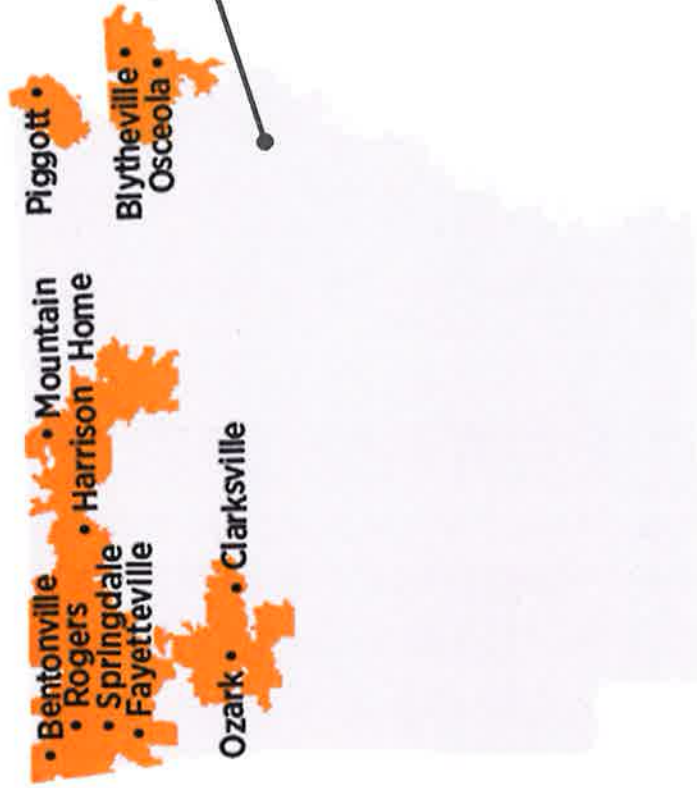 Bentonville
Rogers
Springdale
Fayetteville
Harrison
Mountain
Home
Piggott
Blytheville
Osceola
Ozark
Clarksville